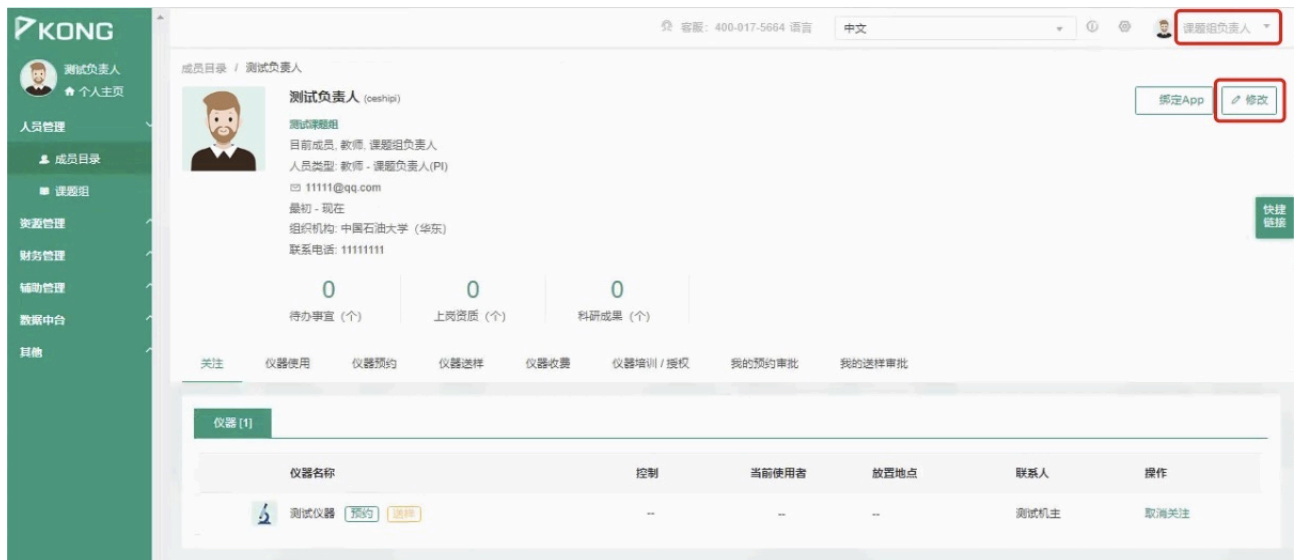 PKONG
客服：400-017-5664 语言
中文
课题组负责人
测试负责人
个人主页
成员目录 / 测试负责人
测试负责人 (ceshipi)
绑定App
修改
测试课题组
目前成员, 教师, 课题组负责人
人员类型: 教师 - 课题负责人(PI)
11111@qq.com
最初 - 现在
组织机构: 中国石油大学（华东）
联系电话: 11111111
快捷
链接
人员管理
成员目录
课题组
资源管理
财务管理
辅助管理
数据中台
其他
0
待办事宜（个）
0
上岗资质（个）
0
科研成果（个）
关注 仪器使用 仪器预约 仪器送样 仪器收费 仪器培训 / 授权 我的预约审批 我的送样审批
仪器 [1]
仪器名称 控制 当前使用者 放置地点 联系人 操作
测试仪器 预约 送样 -- -- -- 测试机主 取消关注